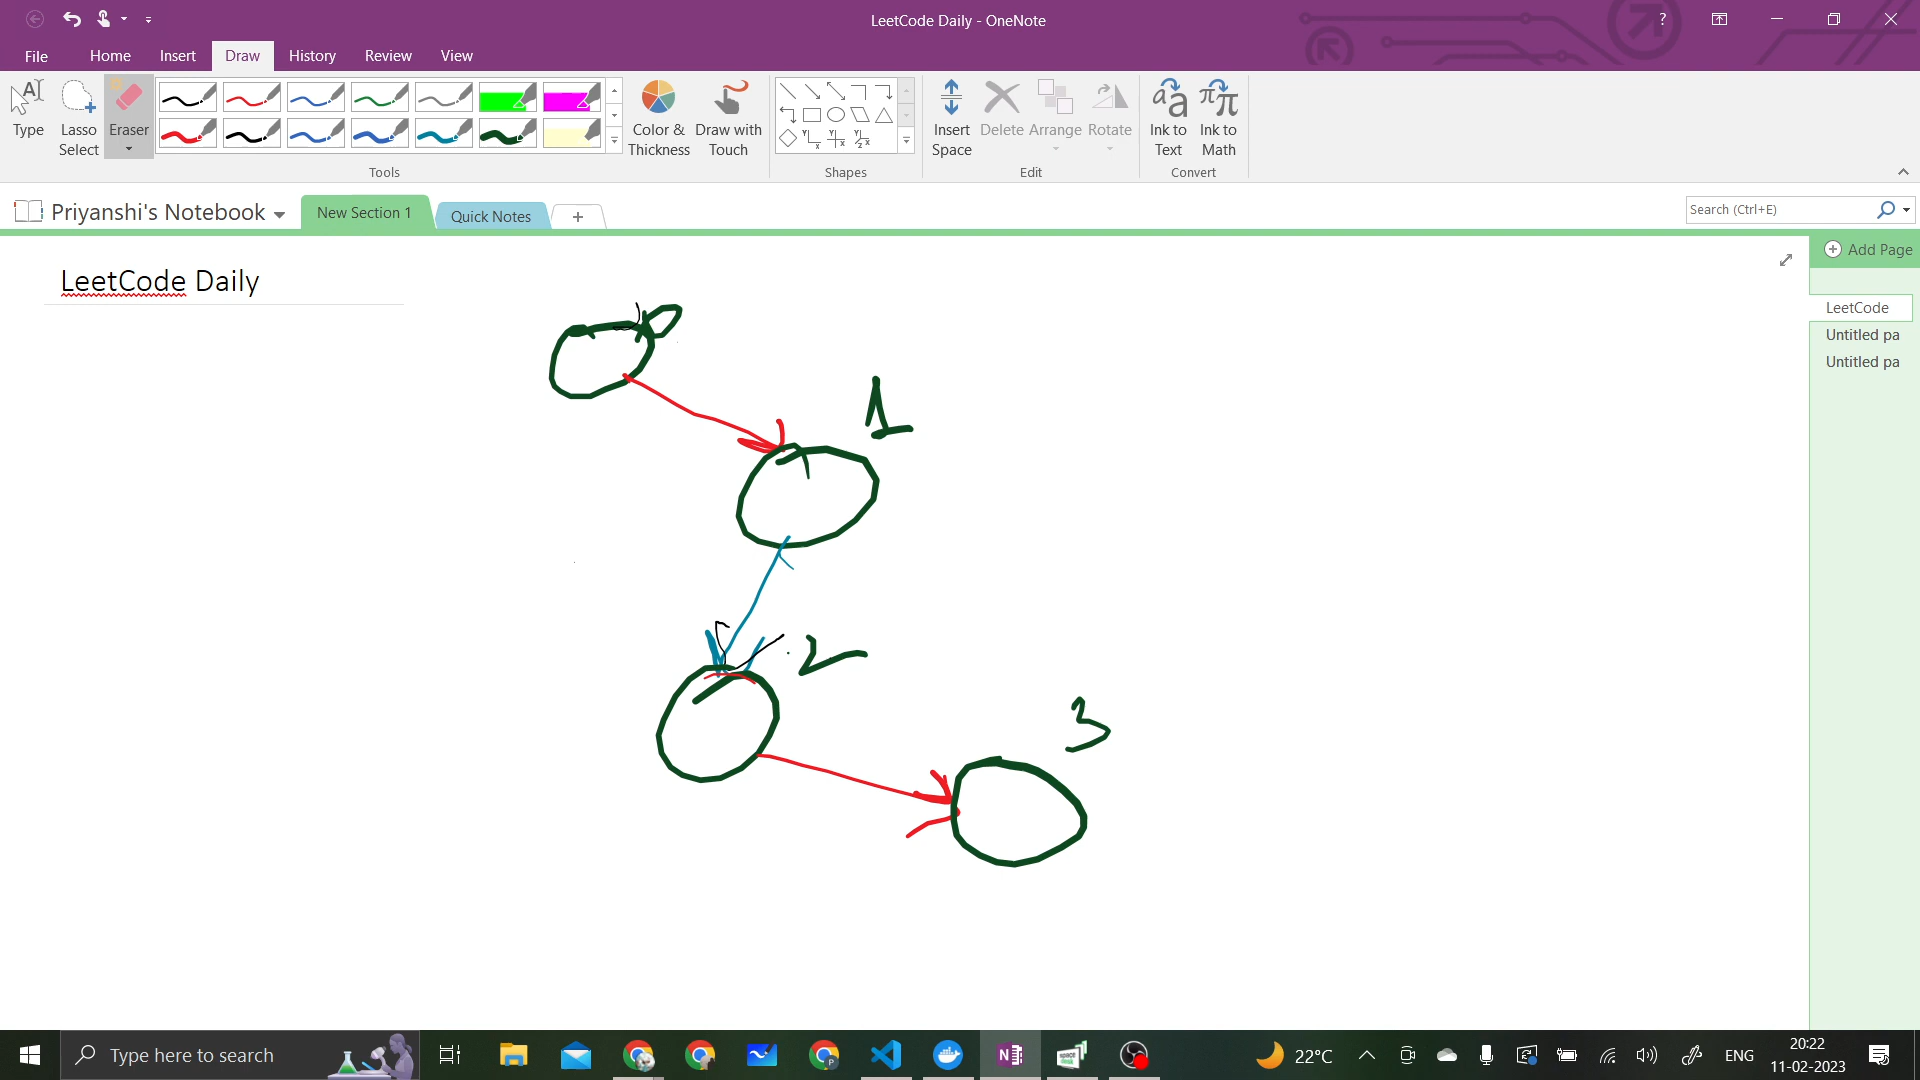 LeetCode Daily - OneNote
?
File Home Insert Draw History Review View
Type
Lasso Select
Eraser
Color & Thickness
Draw with Touch
Insert Space
Delete
Arrange
Rotate
Ink to Text
Ink to Math
Tools
Shapes
Edit
Convert
Priyanshi's Notebook
New Section 1
Quick Notes
+
Search (Ctrl+E)
Add Page
LeetCode Daily
LeetCode
Untitled pa
Untitled pa
0
1
2
3
Type here to search
22°C
ENG
20:22
11-02-2023